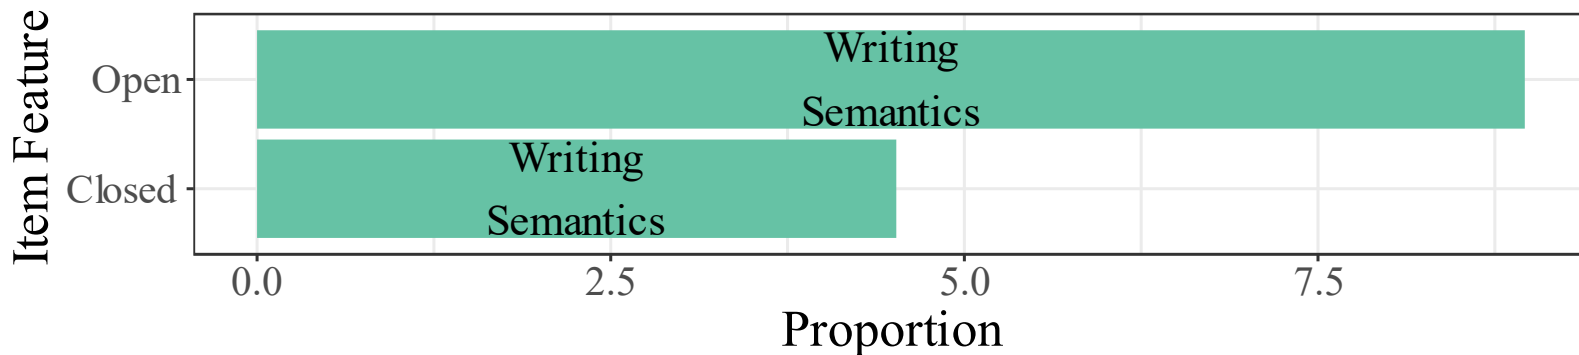 Item Feature
Open
Writing
Semantics
Closed
Writing
Semantics
0.0 2.5 5.0 7.5
Proportion